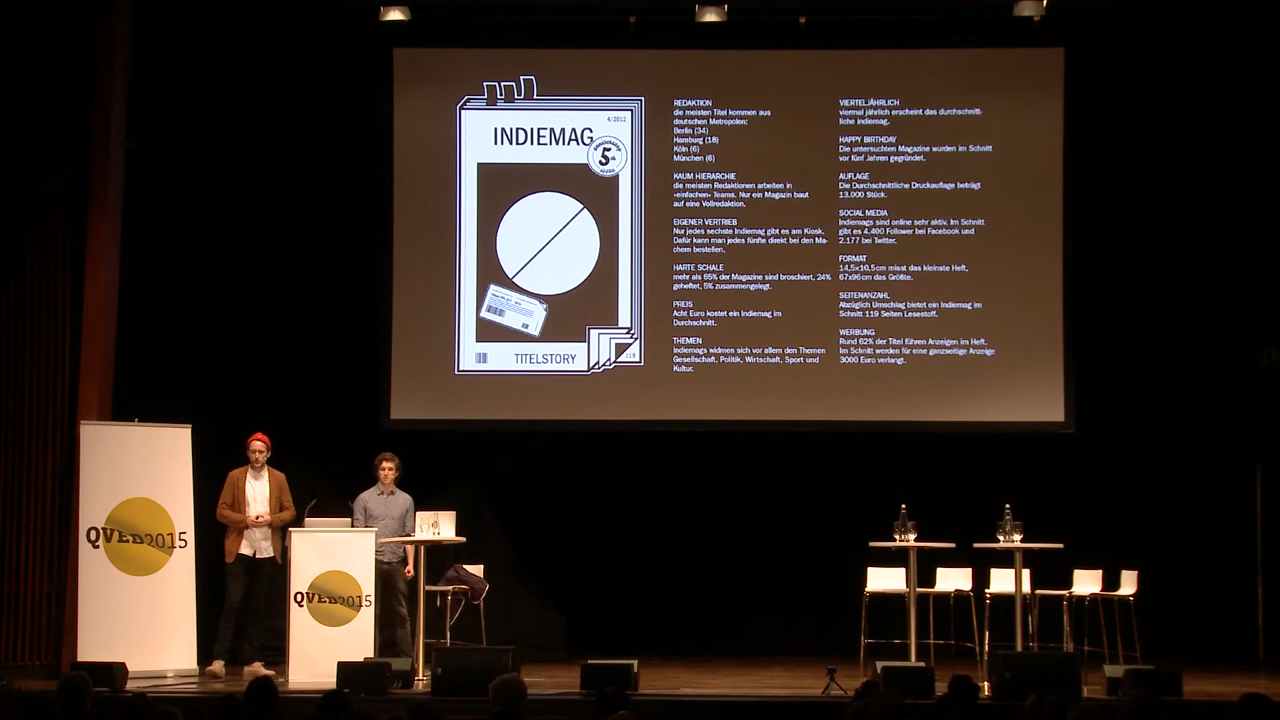 4/2012
INDIEMAG
anniversary
5th
issue
TITELSTORY
119
REDAKTION
die meisten Titel kommen aus
deutschen Metropolen:
Berlin (34)
Hamburg (18)
Köln (6)
München (6)
KAUM HIERARCHIE
die meisten Redaktionen arbeiten in
»einfachen« Teams. Nur ein Magazin baut
auf eine Vollredaktion.
EIGENER VERTRIEB
Nur jedes sechste Indiemag gibt es am Kiosk.
Dafür kann man jedes fünfte direkt bei den Ma-
chern bestellen.
HARTE SCHALE
mehr als 65% der Magazine sind broschiert, 24%
geheftet, 5% zusammengelegt.
PREIS
Acht Euro kostet ein Indiemag im
Durchschnitt.
THEMEN
Indiemags widmen sich vor allem den Themen
Gesellschaft, Politik, Wirtschaft, Sport und
Kultur.
VIERTELJÄHRLICH
viermal jährlich erscheint das durchschnitt-
liche indiemag.
HAPPY BIRTHDAY
Die untersuchten Magazine wurden im Schnitt
vor fünf Jahren gegründet.
AUFLAGE
Die Durchschnittliche Druckauflage beträgt
13.000 Stück.
SOCIAL MEDIA
Indiemags sind online sehr aktiv. Im Schnitt
gibt es 4.400 Follower bei Facebook und
2.177 bei Twitter.
FORMAT
14,5x10,5cm misst das kleinste Heft,
67x96cm das Größte.
SEITENANZAHL
Abzüglich Umschlag bietet ein Indiemag im
Schnitt 119 Seiten Lesestoff.
WERBUNG
Rund 62% der Titel führen Anzeigen im Heft.
Im Schnitt werden für eine ganzseitige Anzeige
3000 Euro verlangt.
QVED2015
QVED2015